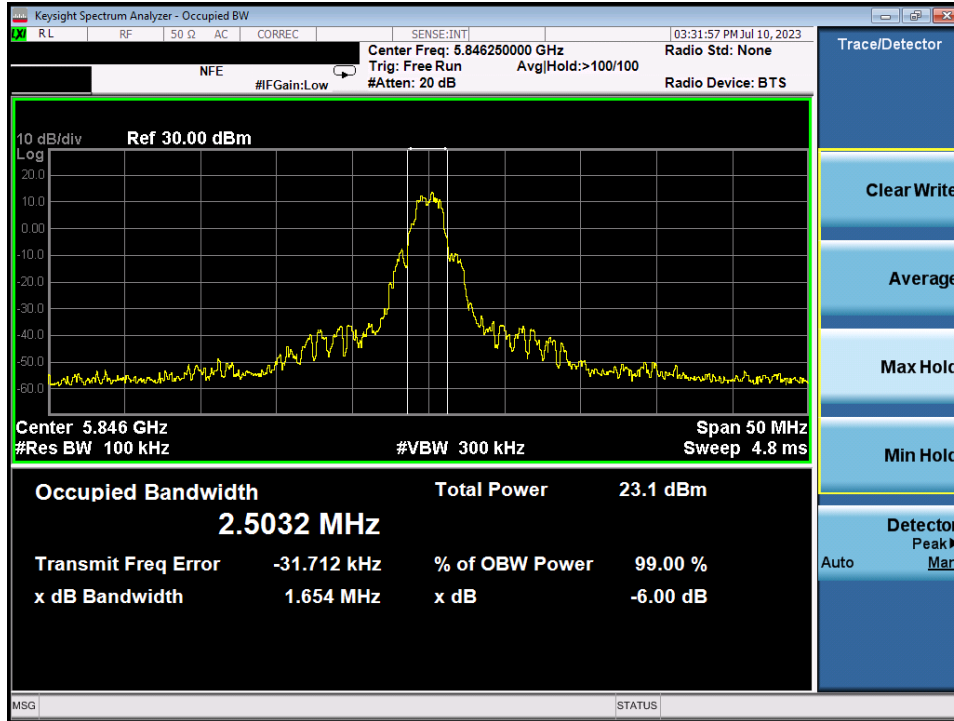 Keysight Spectrum Analyzer - Occupied BW
LXI RL RF 50 Ω AC CORREC SENSE:INT 03:31:57 PM Jul 10, 2023
Center Freq: 5.846250000 GHz Radio Std: None
NFE Trig: Free Run Avg|Hold:>100/100
#IFGain:Low #Atten: 20 dB Radio Device: BTS
10 dB/div Ref 30.00 dBm
Log
20.0
10.0
0.00
-10.0
-20.0
-30.0
-40.0
-50.0
-60.0
Center 5.846 GHz Span 50 MHz
#Res BW 100 kHz #VBW 300 kHz Sweep 4.8 ms
Occupied Bandwidth Total Power 23.1 dBm
2.5032 MHz
Transmit Freq Error -31.712 kHz % of OBW Power 99.00 %
x dB Bandwidth 1.654 MHz x dB -6.00 dB
Trace/Detector
Clear Write
Average
Max Hold
Min Hold
Detector
Peak
Auto Man
MSG STATUS